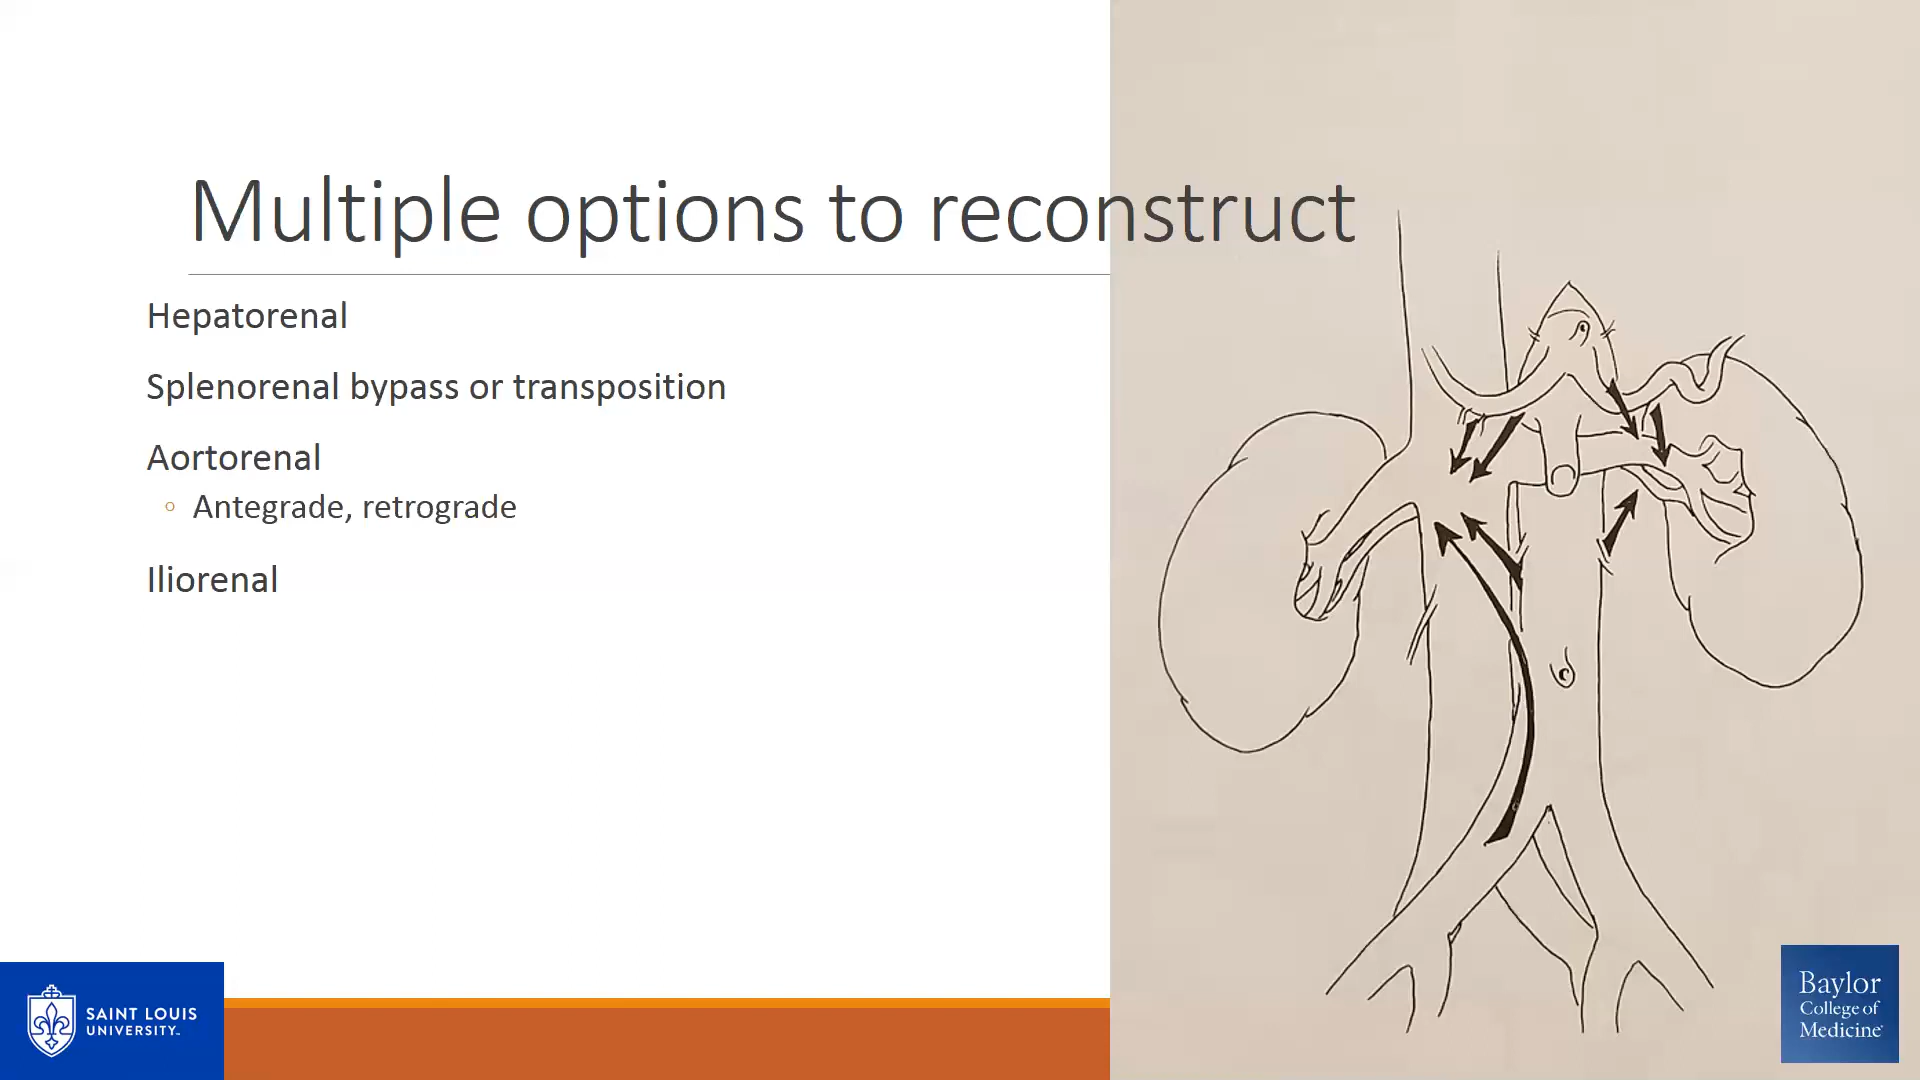 Multiple options to reconstruct
Hepatorenal
Splenorenal bypass or transposition
Aortorenal
◦ Antegrade, retrograde
Iliorenal
SAINT LOUIS
UNIVERSITY™
Baylor
College of
Medicine